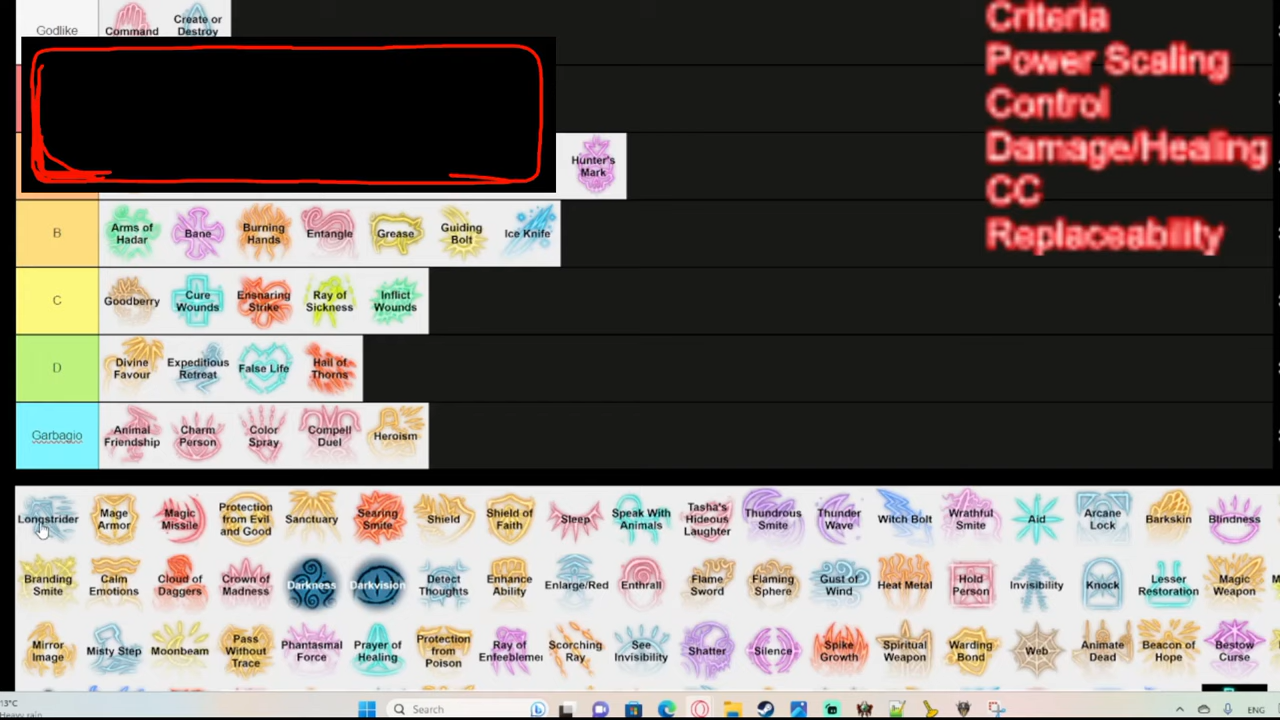 Godlike
Command
Create or
Destroy
Criteria
Power Scaling
Control
Damage/Healing
CC
Replaceability
Hunter's
Mark
B
Arms of
Hadar
Bane
Burning
Hands
Entangle
Grease
Guiding
Bolt
Ice Knife
C
Goodberry
Cure
Wounds
Ensnaring
Strike
Ray of
Sickness
Inflict
Wounds
D
Divine
Favour
Expeditious
Retreat
False Life
Hail of
Thorns
Garbagio
Animal
Friendship
Charm
Person
Color
Spray
Compell
Duel
Heroism
Longstrider
Mage
Armor
Magic
Missile
Protection
from Evil
and Good
Sanctuary
Searing
Smite
Shield
Shield of
Faith
Sleep
Speak With
Animals
Tasha's
Hideous
Laughter
Thundrous
Smite
Thunder
Wave
Witch Bolt
Wrathful
Smite
Aid
Arcane
Lock
Barkskin
Blindness
Branding
Smite
Calm
Emotions
Cloud of
Daggers
Crown of
Madness
Darkness
Darkvision
Detect
Thoughts
Enhance
Ability
Enlarge/Red
Enthrall
Flame
Sword
Flaming
Sphere
Gust of
Wind
Heat Metal
Hold
Person
Invisibility
Knock
Lesser
Restoration
Magic
Weapon
Mirror
Image
Misty Step
Moonbeam
Pass
Without
Trace
Phantasmal
Force
Prayer of
Healing
Protection
from
Poison
Ray of
Enfeeblemer
Scorching
Ray
See
Invisibility
Shatter
Silence
Spike
Growth
Spiritual
Weapon
Warding
Bond
Web
Animate
Dead
Beacon of
Hope
Bestow
Curse
13°C
Heavy rain
Search
ENG